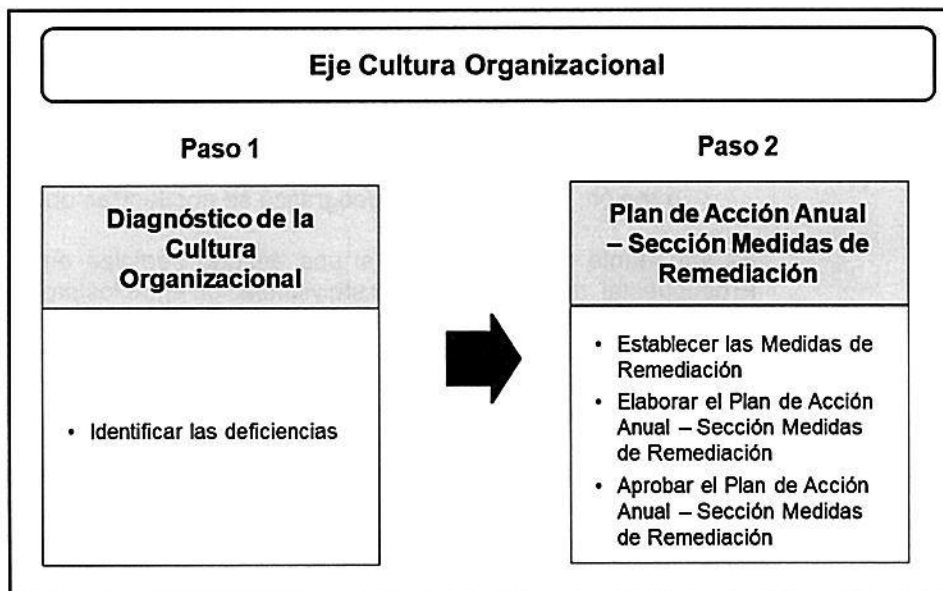 Eje Cultura Organizacional
Paso 1
Diagnóstico de la
Cultura
Organizacional
• Identificar las deficiencias
Paso 2
Plan de Acción Anual
– Sección Medidas de
Remediación
• Establecer las Medidas de
Remediación
• Elaborar el Plan de Acción
Anual – Sección Medidas
de Remediación
• Aprobar el Plan de Acción
Anual – Sección Medidas
de Remediación